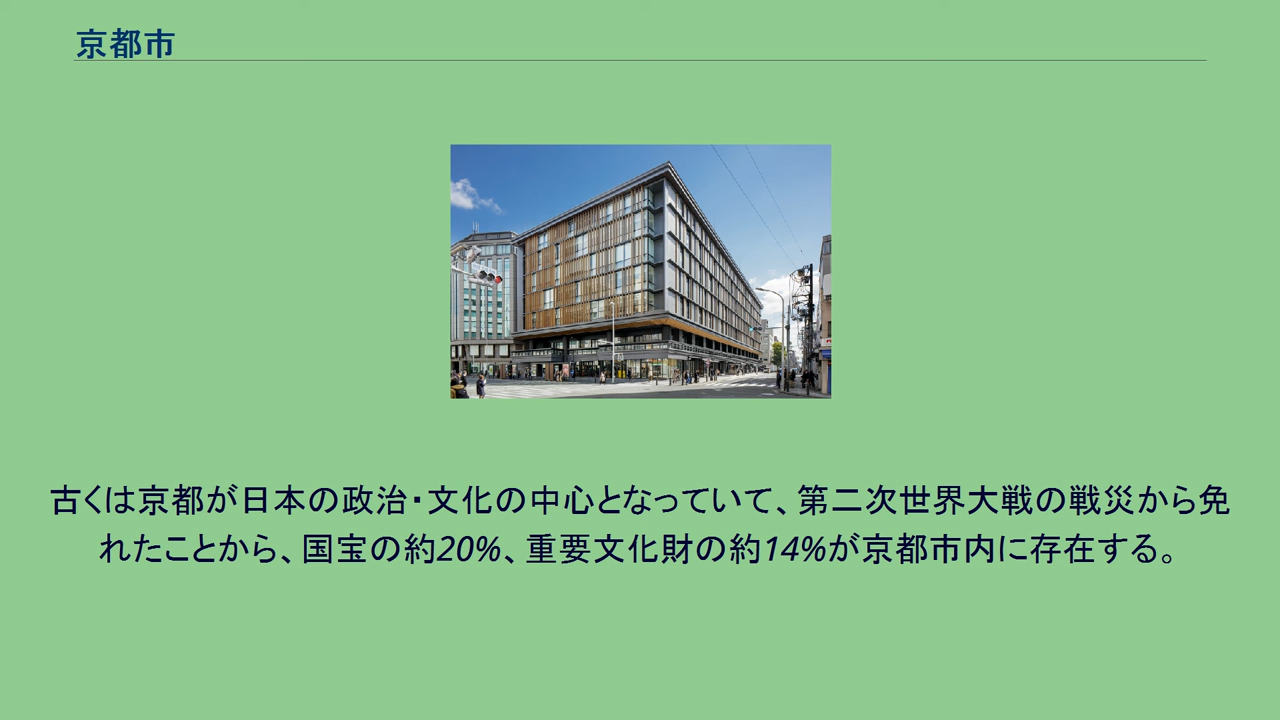 京都市
古くは京都が日本の政治・文化の中心となっていて、第二次世界大戦の戦災から免
れたことから、国宝の約20%、重要文化財の約14%が京都市内に存在する。